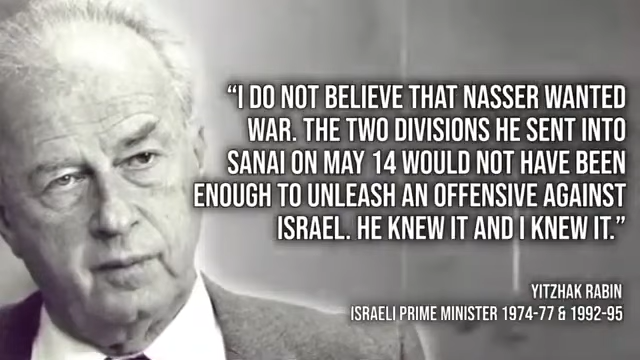 “I DO NOT BELIEVE THAT NASSER WANTED
WAR. THE TWO DIVISIONS HE SENT INTO
SANAI ON MAY 14 WOULD NOT HAVE BEEN
ENOUGH TO UNLEASH AN OFFENSIVE AGAINST
ISRAEL. HE KNEW IT AND I KNEW IT.”
YITZHAK RABIN
ISRAELI PRIME MINISTER 1974-77 & 1992-95